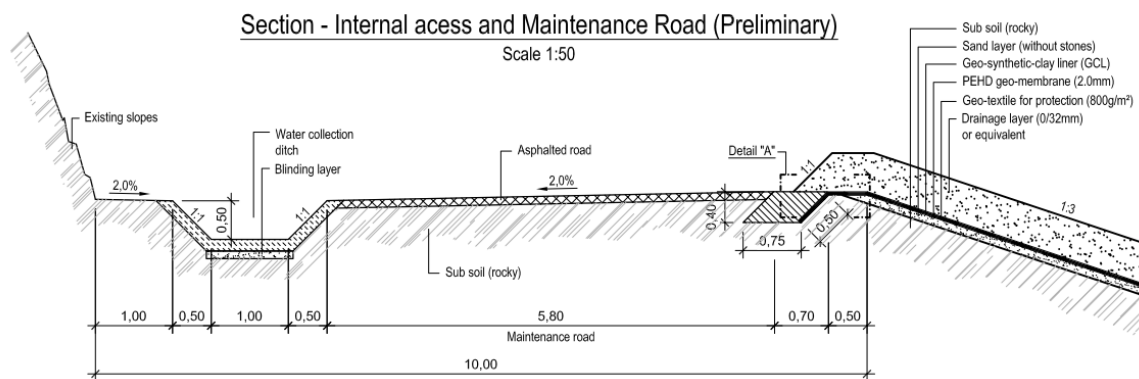 Section - Internal acess and Maintenance Road (Preliminary)
Scale 1:50
Sub soil (rocky)
Sand layer (without stones)
Geo-synthetic-clay liner (GCL)
PEHD geo-membrane (2.0mm)
Geo-textile for protection (800g/m²)
Drainage layer (0/32mm)
or equivalent
Existing slopes
Water collection
ditch
Blinding layer
Asphalted road
Detail "A"
1:1
2,0%
2,0%
1:1
0,50
1:1
0,40
0,50
1:3
0,75
Sub soil (rocky)
1,00
0,50
1,00
0,50
5,80
0,70
0,50
Maintenance road
10,00